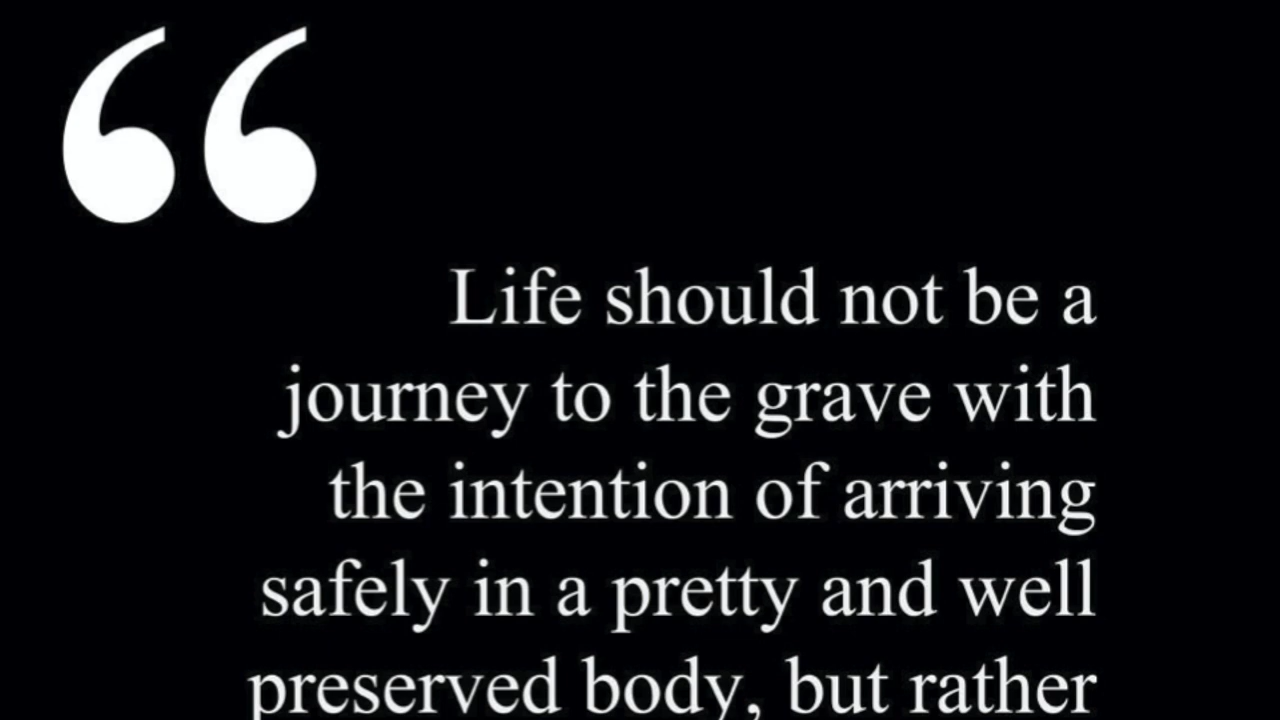 “
Life should not be a
journey to the grave with
the intention of arriving
safely in a pretty and well
preserved body, but rather